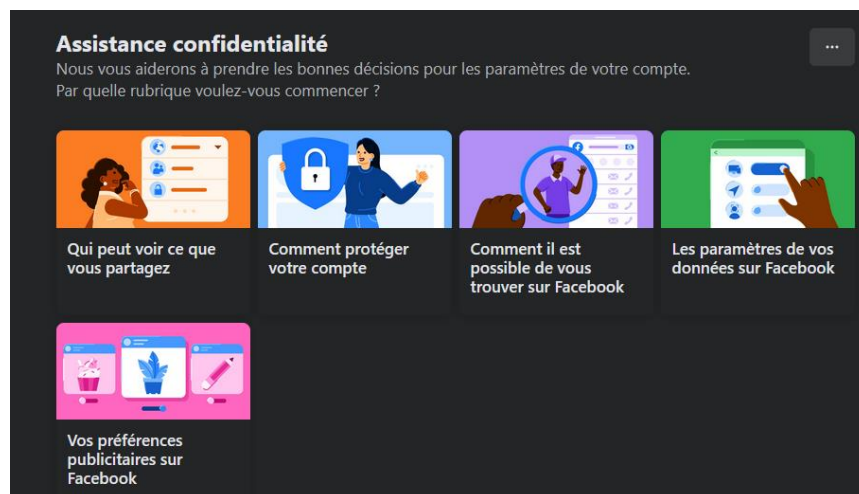 Assistance confidentialité
Nous vous aiderons à prendre les bonnes décisions pour les paramètres de votre compte.
Par quelle rubrique voulez-vous commencer ?
Qui peut voir ce que
vous partagez
Comment protéger
votre compte
Comment il est
possible de vous
trouver sur Facebook
Les paramètres de vos
données sur Facebook
Vos préférences
publicitaires sur
Facebook